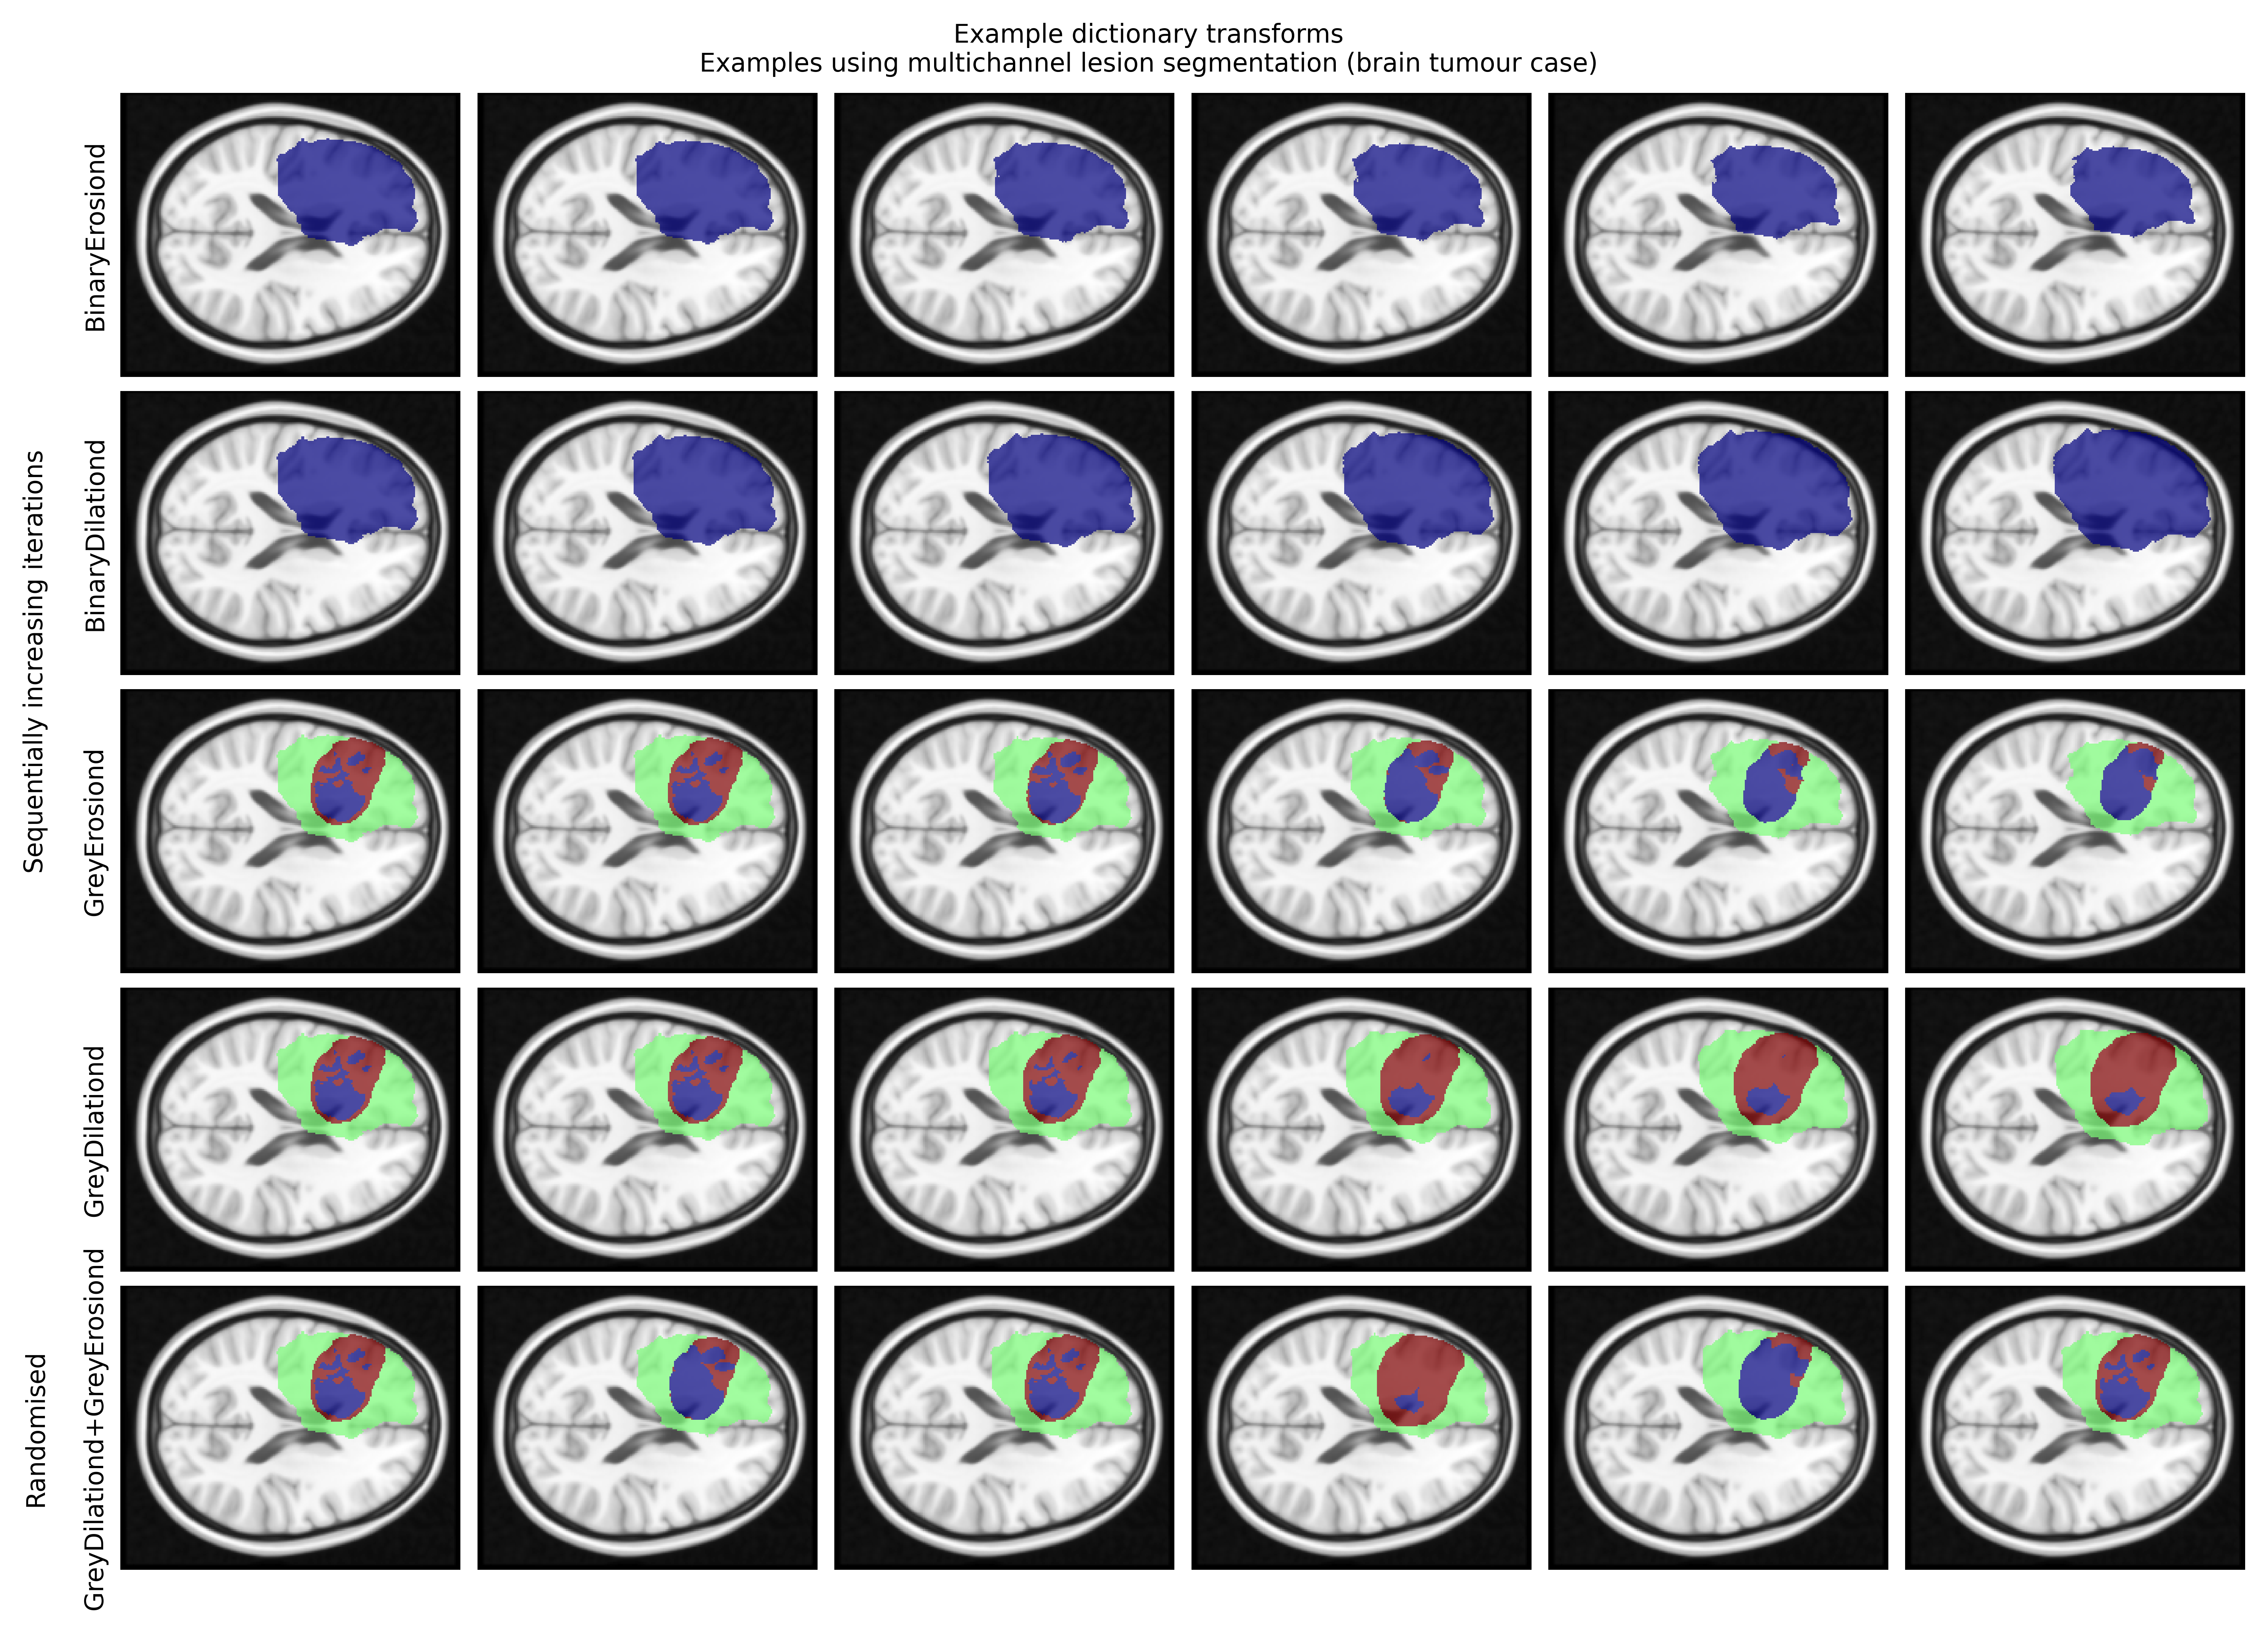 Example dictionary transforms
Examples using multichannel lesion segmentation (brain tumour case)
Sequentially increasing iterations
BinaryErosiond
BinaryDilationd
GreyErosiond
GreyDilationd
Randomised
GreyDilationd+GreyErosiond